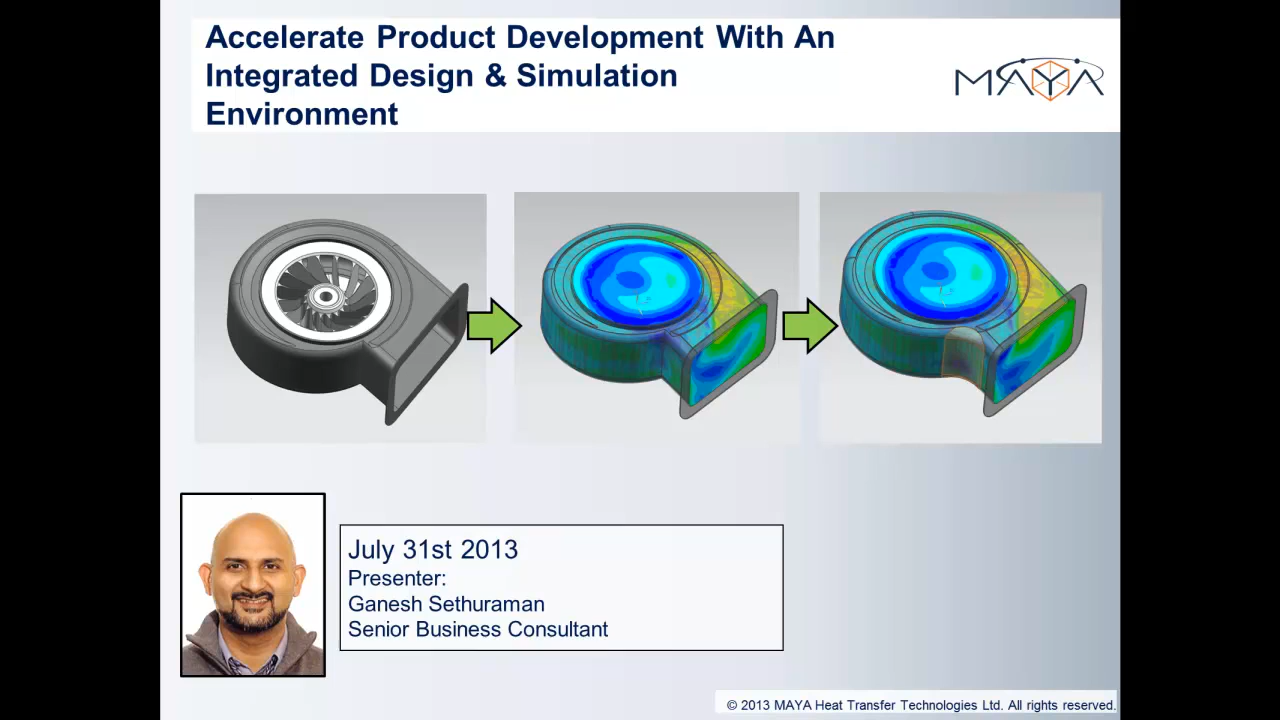 Accelerate Product Development With An
Integrated Design & Simulation
Environment
MAYA
July 31st 2013
Presenter:
Ganesh Sethuraman
Senior Business Consultant
© 2013 MAYA Heat Transfer Technologies Ltd. All rights reserved.